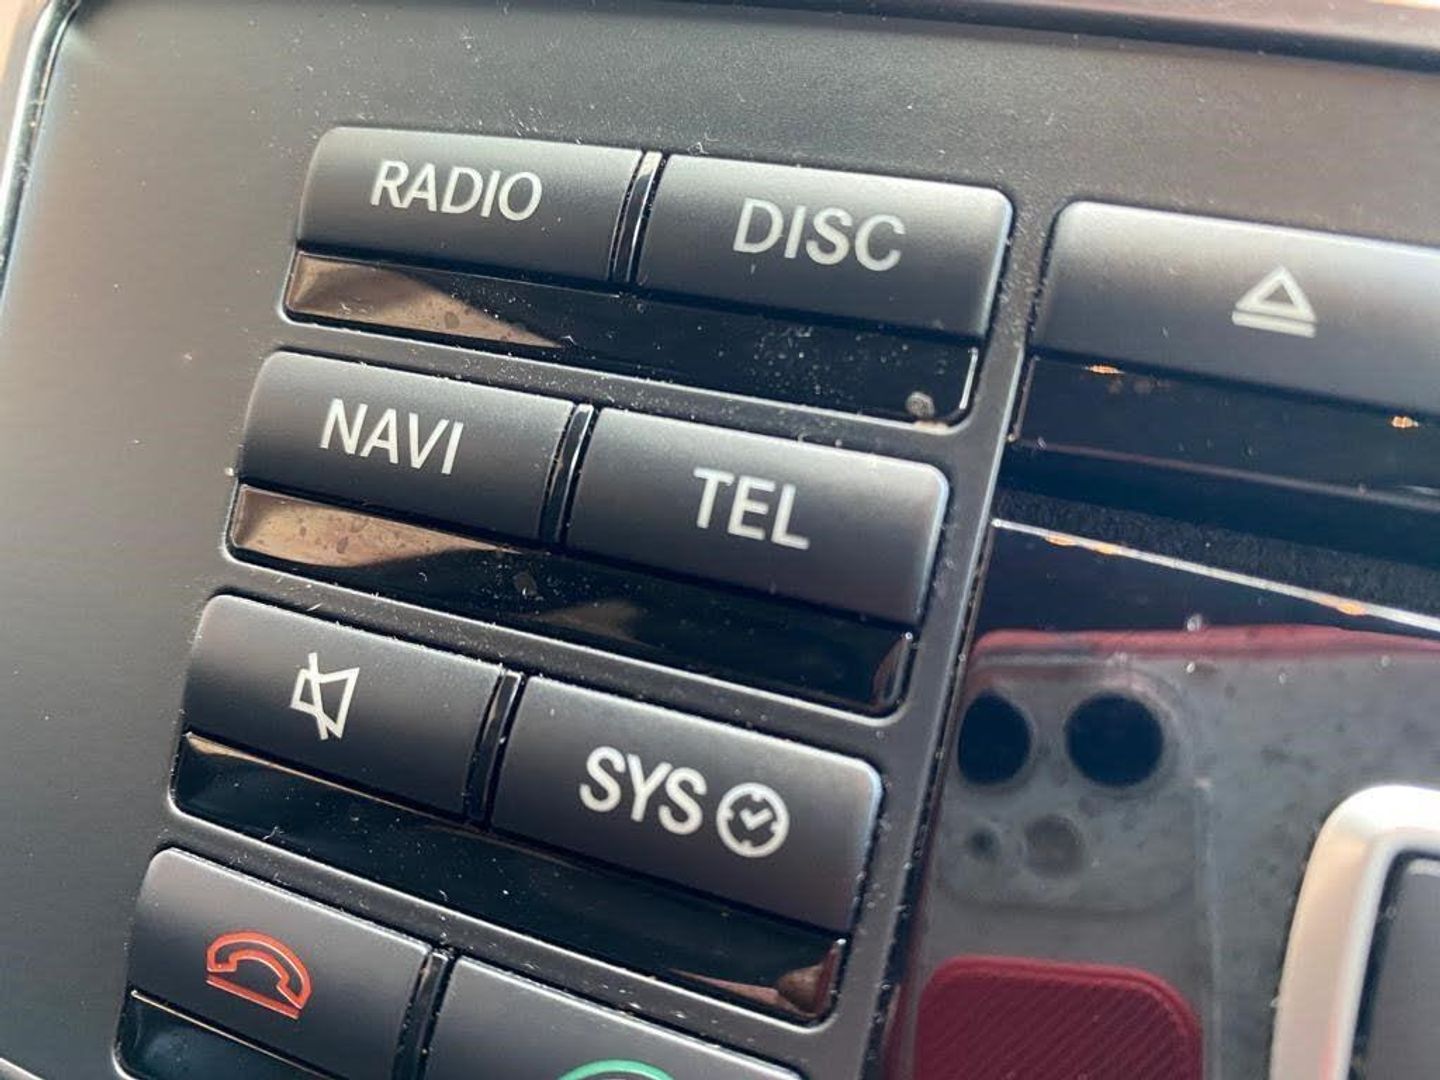 RADIO DISC
NAVI TEL
SYS